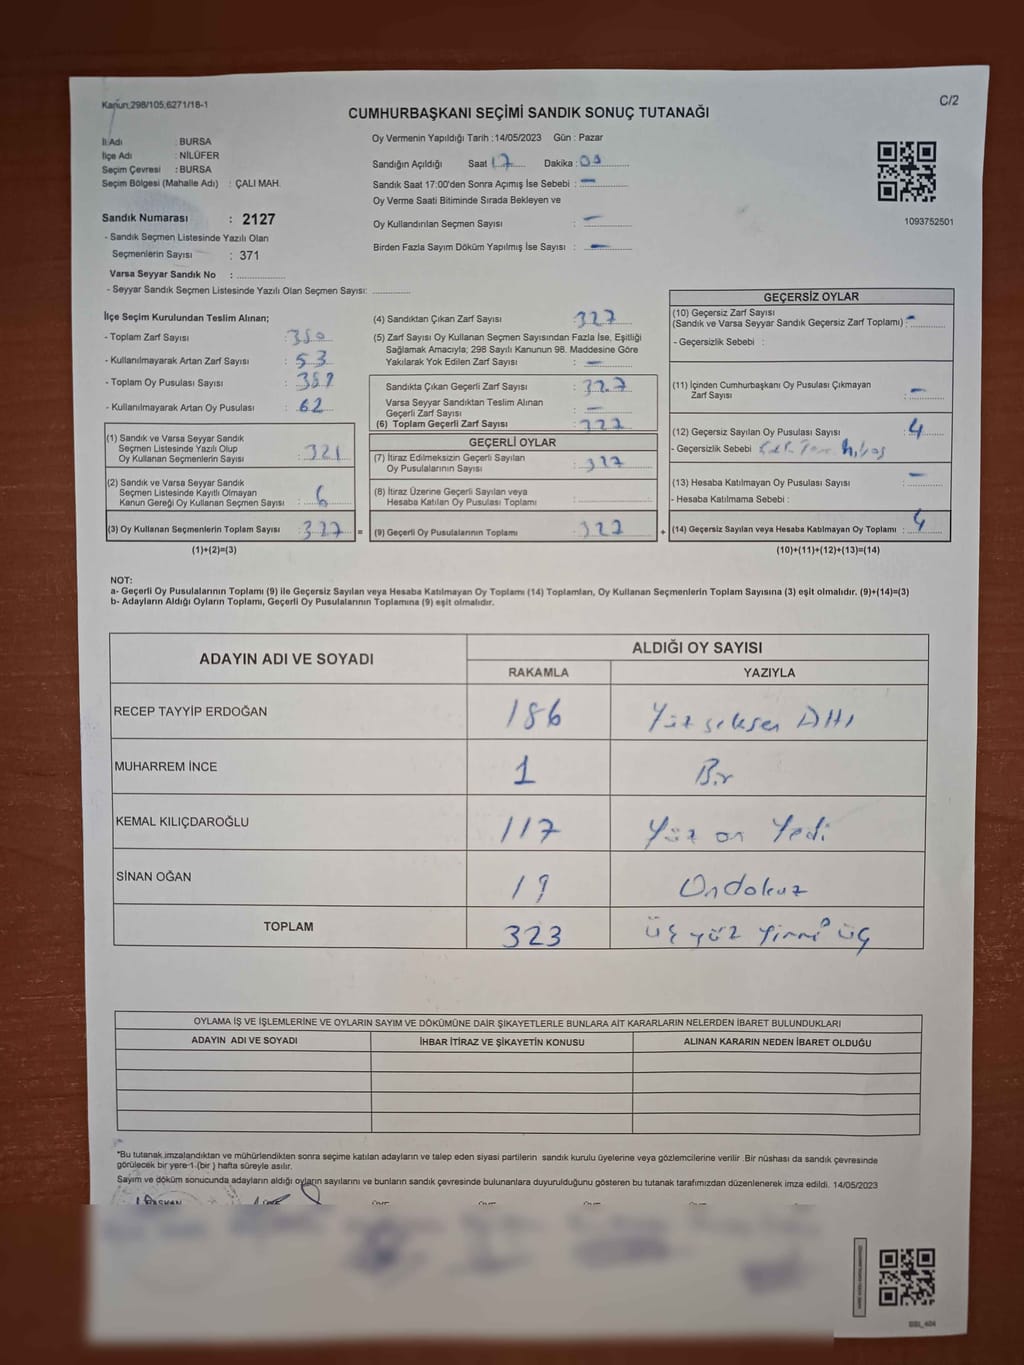 Kanun:298/105;6271/18-1
C/2
CUMHURBAŞKANI SEÇİMİ SANDIK SONUÇ TUTANAĞI
İl Adı : BURSA
İlçe Adı : NİLÜFER
Seçim Çevresi : BURSA
Seçim Bölgesi (Mahalle Adı) : ÇALI MAH.
Sandık Numarası : 2127
- Sandık Seçmen Listesinde Yazılı Olan
Seçmenlerin Sayısı : 371
Varsa Seyyar Sandık No :
- Seyyar Sandık Seçmen Listesinde Yazılı Olan Seçmen Sayısı:
Oy Vermenin Yapıldığı Tarih : 14/05/2023 Gün : Pazar
Sandığın Açıldığı Saat 17 Dakika :
Sandık Saat 17:00'den Sonra Açımış İse Sebebi : —
Oy Verme Saati Bitiminde Sırada Bekleyen ve
Oy Kullandırılan Seçmen Sayısı : —
Birden Fazla Sayım Döküm Yapılmış İse Sayısı : —
1093752501
İlçe Seçim Kurulundan Teslim Alınan;
- Toplam Zarf Sayısı : 380
- Kullanılmayarak Artan Zarf Sayısı : 53
- Toplam Oy Pusulası Sayısı :
- Kullanılmayarak Artan Oy Pusulası : 62
(1) Sandık ve Varsa Seyyar Sandık
Seçmen Listesinde Yazılı Olup
Oy Kullanan Seçmenlerin Sayısı : 321
(2) Sandık ve Varsa Seyyar Sandık
Seçmen Listesinde Kayıtlı Olmayan
Kanun Gereği Oy Kullanan Seçmen Sayısı : 6
(3) Oy Kullanan Seçmenlerin Toplam Sayısı : 327 =
(1)+(2)=(3)
(4) Sandıktan Çıkan Zarf Sayısı : 327
(5) Zarf Sayısı Oy Kullanan Seçmen Sayısından Fazla İse, Eşitliği
Sağlamak Amacıyla; 298 Sayılı Kanunun 98. Maddesine Göre
Yakılarak Yok Edilen Zarf Sayısı : —
Sandıkta Çıkan Geçerli Zarf Sayısı : 327
Varsa Seyyar Sandıktan Teslim Alınan
Geçerli Zarf Sayısı : —
(6) Toplam Geçerli Zarf Sayısı : 327
GEÇERLİ OYLAR
(7) İtiraz Edilmeksizin Geçerli Sayılan
Oy Pusulalarının Sayısı :
(8) İtiraz Üzerine Geçerli Sayılan veya
Hesaba Katılan Oy Pusulası Toplamı :
(9) Geçerli Oy Pusulalarının Toplamı : +
GEÇERSİZ OYLAR
(10) Geçersiz Zarf Sayısı
(Sandık ve Varsa Seyyar Sandık Geçersiz Zarf Toplamı) : —
- Geçersizlik Sebebi :
(11) İçinden Cumhurbaşkanı Oy Pusulası Çıkmayan
Zarf Sayısı : —
(12) Geçersiz Sayılan Oy Pusulası Sayısı : 4
- Geçersizlik Sebebi
(13) Hesaba Katılmayan Oy Pusulası Sayısı : —
- Hesaba Katılmama Sebebi :
(14) Geçersiz Sayılan veya Hesaba Katılmayan Oy Toplamı : 4
(10)+(11)+(12)+(13)=(14)
NOT:
a- Geçerli Oy Pusulalarının Toplamı (9) ile Geçersiz Sayılan veya Hesaba Katılmayan Oy Toplamı (14) Toplamları, Oy Kullanan Seçmenlerin Toplam Sayısına (3) eşit olmalıdır. (9)+(14)=(3)
b- Adayların Aldığı Oyların Toplamı, Geçerli Oy Pusulalarının Toplamına (9) eşit olmalıdır.
ADAYIN ADI VE SOYADI
ALDIĞI OY SAYISI
RAKAMLA YAZIYLA
RECEP TAYYİP ERDOĞAN 186 Yüz seksen Altı
MUHARREM İNCE 1 Bir
KEMAL KILIÇDAROĞLU 117 Yüz on Yedi
SİNAN OĞAN 19 Ondokuz
TOPLAM 323 üç yüz yirmi üç
OYLAMA İŞ VE İŞLEMLERİNE VE OYLARIN SAYIM VE DÖKÜMÜNE DAİR ŞİKAYETLERLE BUNLARA AİT KARARLARIN NELERDEN İBARET BULUNDUKLARI
ADAYIN ADI VE SOYADI İHBAR İTİRAZ VE ŞİKAYETİN KONUSU ALINAN KARARIN NEDEN İBARET OLDUĞU
*Bu tutanak,imzalandıktan ve mühürlendikten sonra seçime katılan adayların ve talep eden siyasi partilerin sandık kurulu üyelerine veya gözlemcilerine verilir .Bir nüshası da sandık çevresinde
görülecek bir yere 1 (bir ) hafta süreyle asılır.
Sayım ve döküm sonucunda adayların aldığı oyların sayılarını ve bunların sandık çevresinde bulunanlara duyurulduğunu gösteren bu tutanak tarafımızdan düzenlenerek imza edildi. 14/05/2023